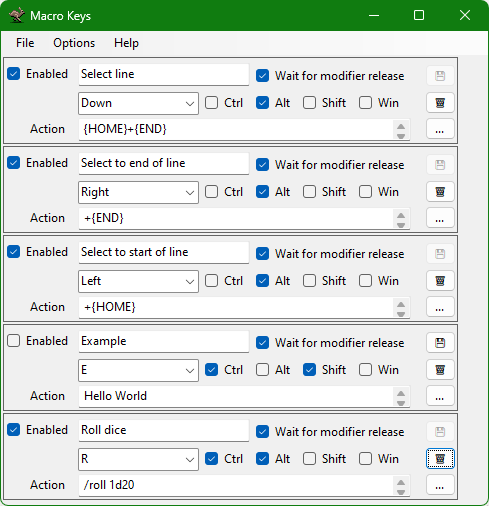 Macro Keys
File Options Help
Enabled Select line Wait for modifier release
Down Ctrl Alt Shift Win
Action {HOME}+{END} ...
Enabled Select to end of line Wait for modifier release
Right Ctrl Alt Shift Win
Action +{END} ...
Enabled Select to start of line Wait for modifier release
Left Ctrl Alt Shift Win
Action +{HOME} ...
Enabled Example Wait for modifier release
E Ctrl Alt Shift Win
Action Hello World ...
Enabled Roll dice Wait for modifier release
R Ctrl Alt Shift Win
Action /roll 1d20 ...